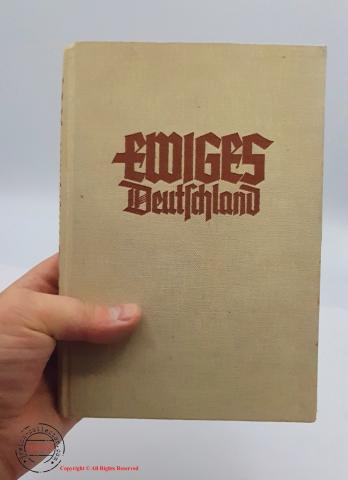 EWIGES
Deutſchland
Copyright © All Rights Reserved